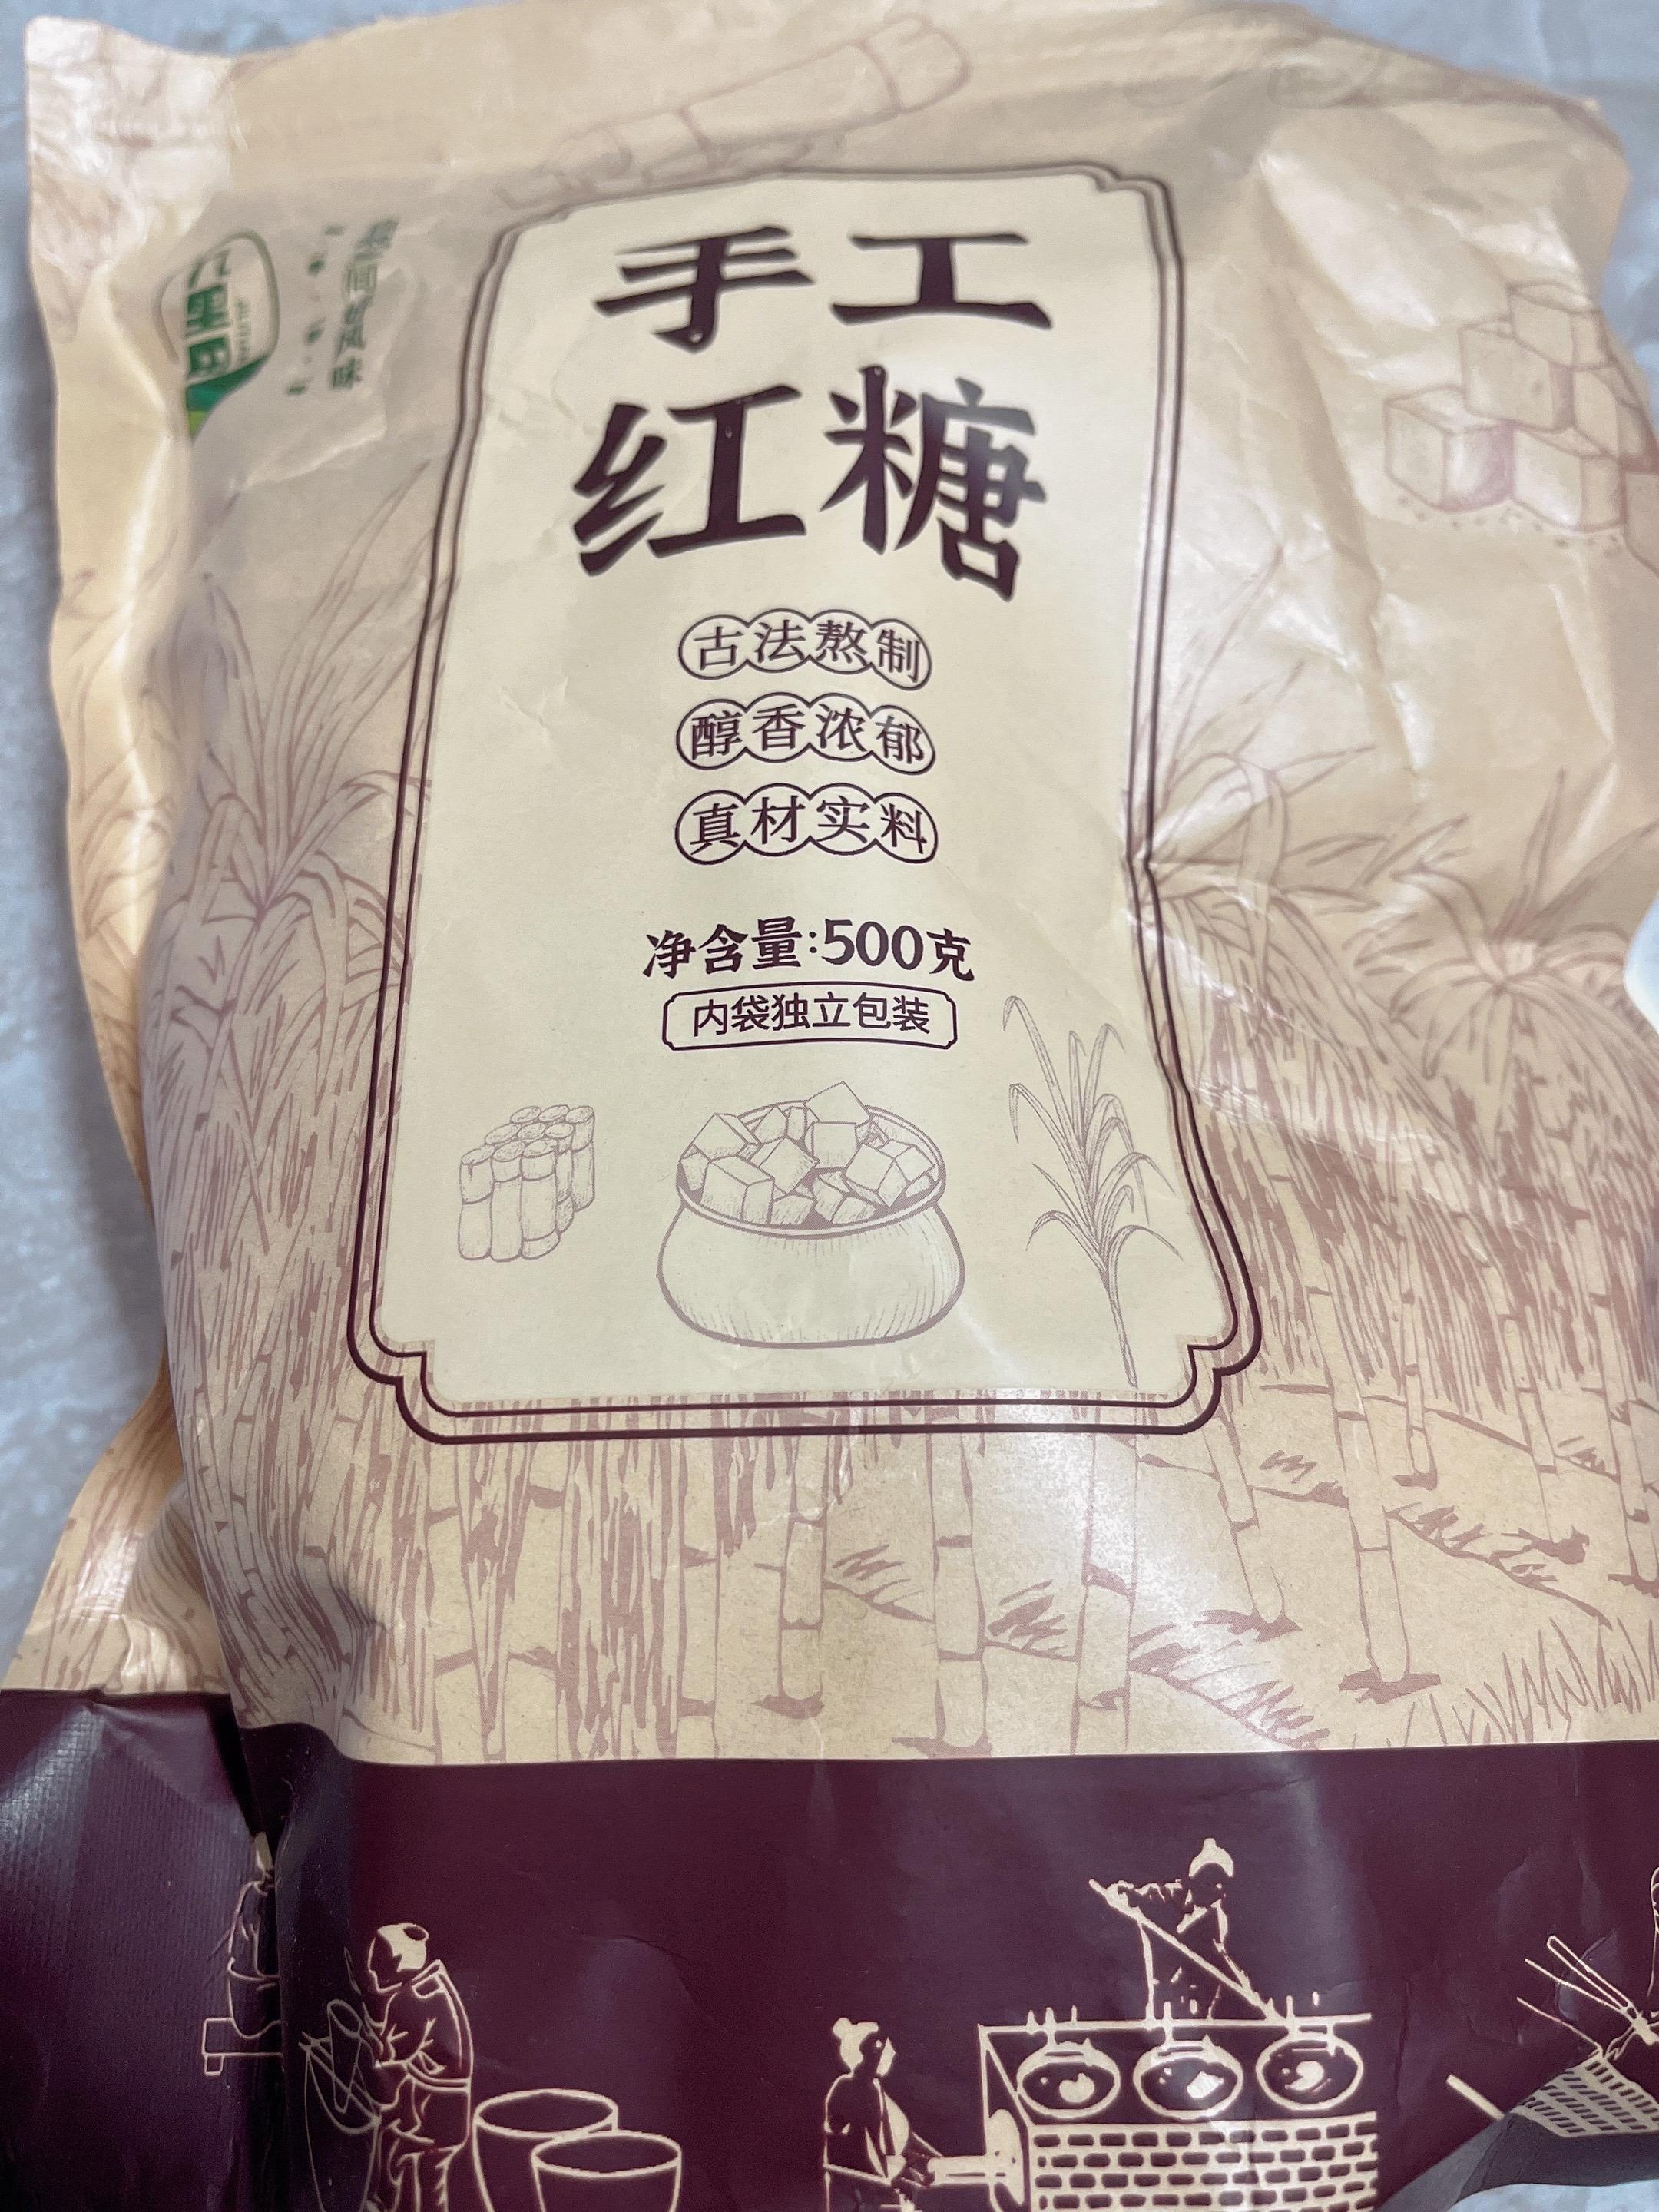 手工
红糖
古法熬制
醇香浓郁
真材实料
净含量:500克
内袋独立包装